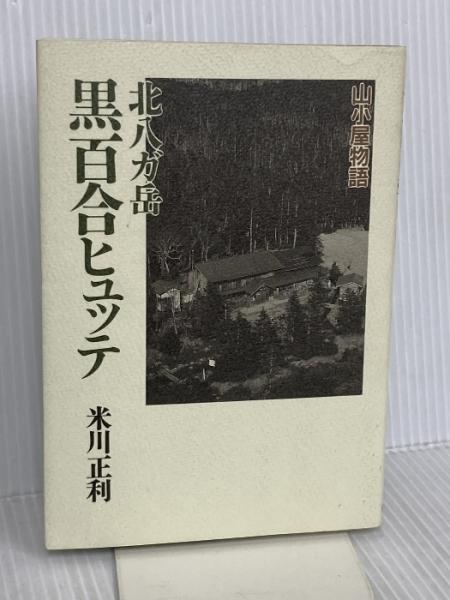 山小屋物語
北八ガ岳
黒百合ヒュッテ
米川正利